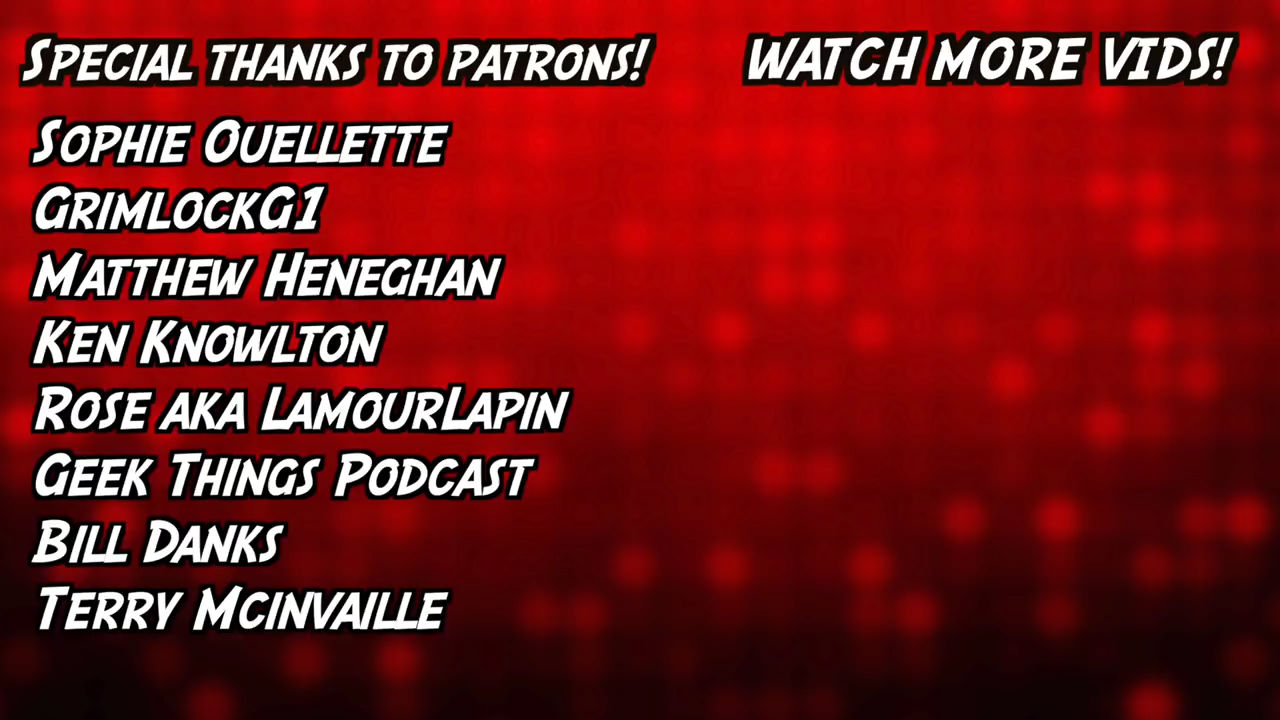 Special thanks to patrons!
WATCH MORE VIDS!
Sophie Ouellette
GrimlockG1
Matthew Heneghan
Ken Knowlton
Rose aka LamourLapin
Geek Things Podcast
Bill Danks
Terry Mcinvaille